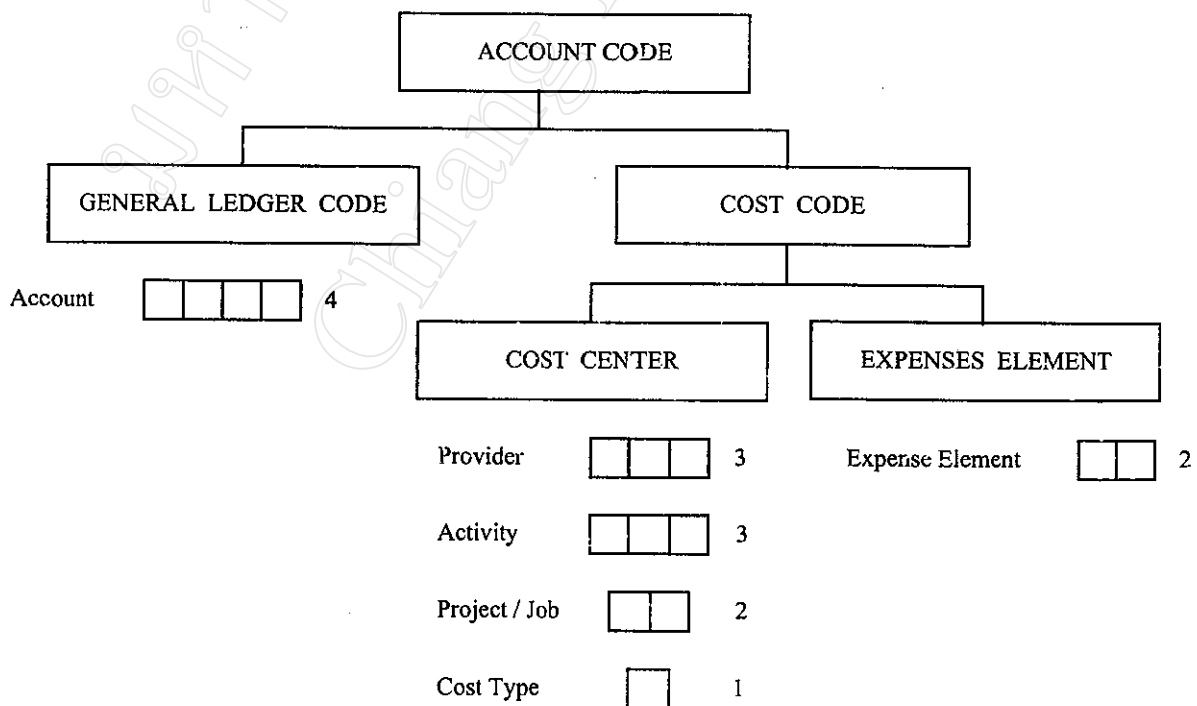 ACCOUNT CODE
GENERAL LEDGER CODE
COST CODE
Account 4
COST CENTER
EXPENSES ELEMENT
Provider 3
Expense Element 2
Activity 3
Project / Job 2
Cost Type 1
Chiang